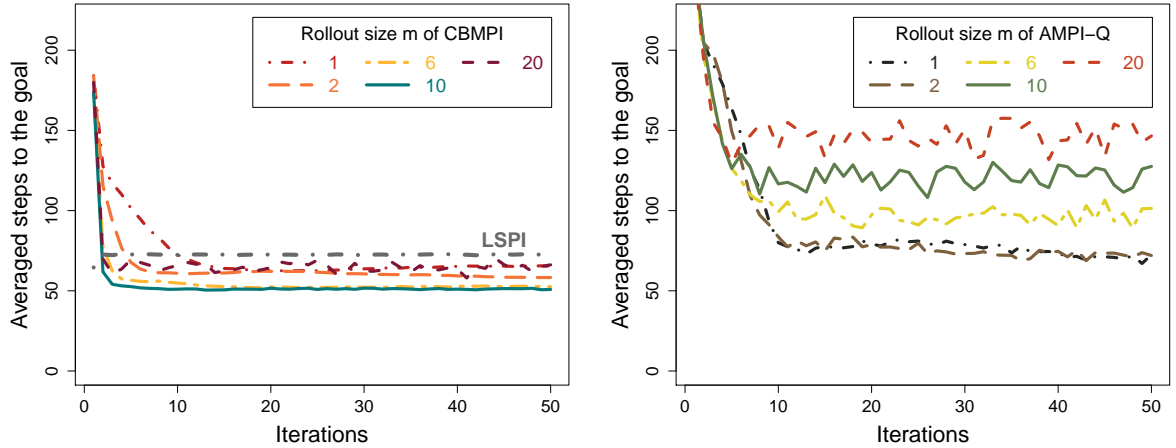 Rollout size m of CBMPI
1 6 20
2 10
LSPI
Averaged steps to the goal
0 50 100 150 200
0 10 20 30 40 50
Iterations
Rollout size m of AMPI−Q
1 6 20
2 10
Averaged steps to the goal
0 50 100 150 200
0 10 20 30 40 50
Iterations